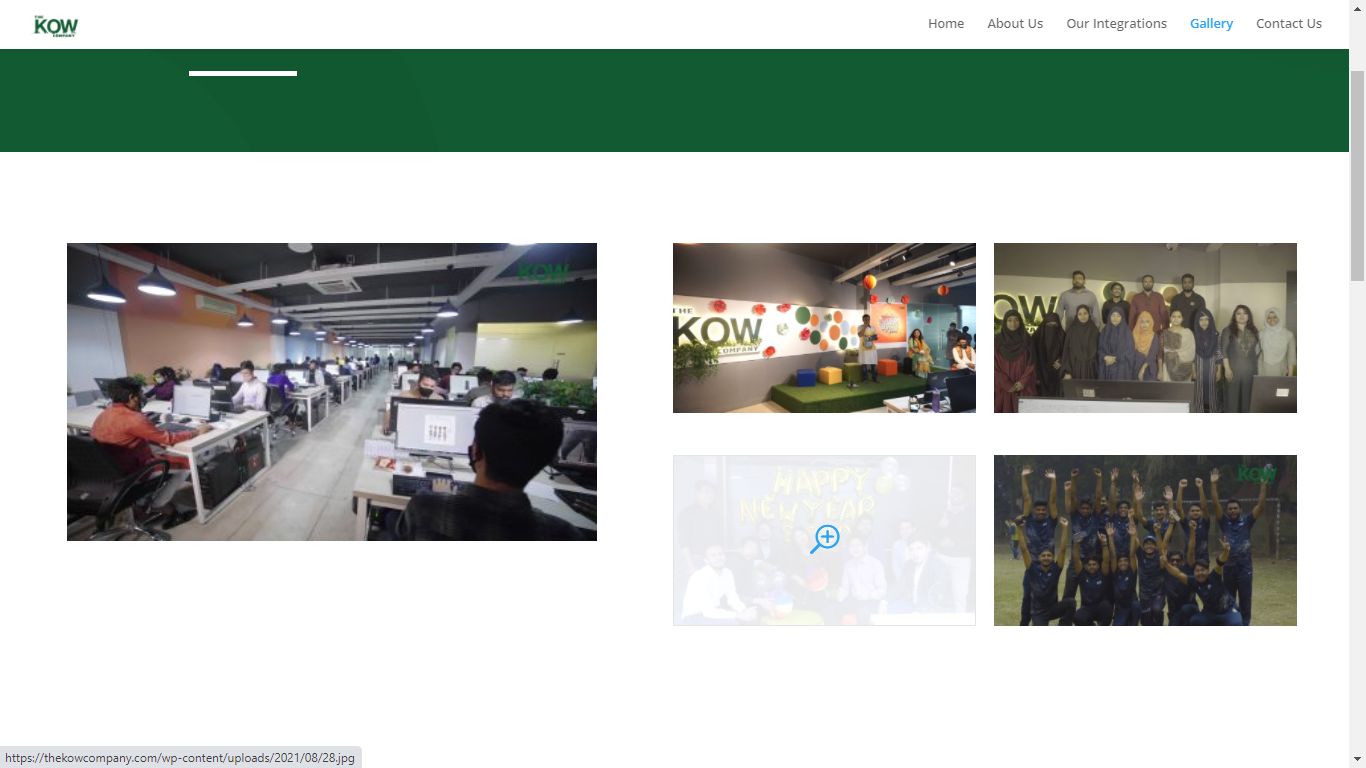 THE
KOW
COMPANY
Home About Us Our Integrations Gallery Contact Us
KOW
THE
KOW
COMPANY
KOW
HAPPY
NEW YEAR
KOW
https://thekowcompany.com/wp-content/uploads/2021/08/28.jpg